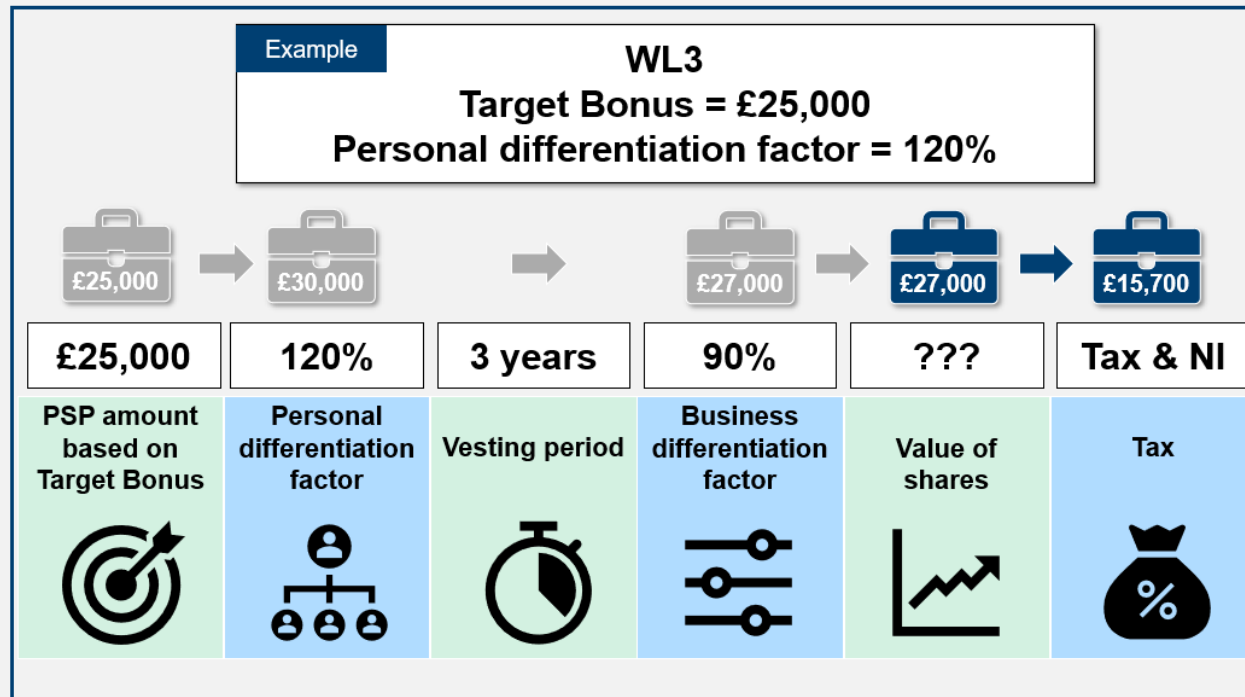 Example
WL3
Target Bonus = £25,000
Personal differentiation factor = 120%
£25,000
£30,000
£27,000
£27,000
£15,700
£25,000
120%
3 years
90%
???
Tax & NI
PSP amount
based on
Target Bonus
Personal
differentiation
factor
Vesting period
Business
differentiation
factor
Value of
shares
Tax
%